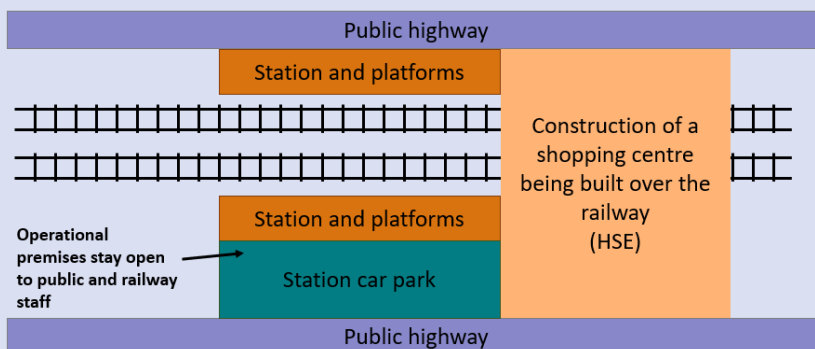 Public highway
Station and platforms
Construction of a
shopping centre
being built over the
railway
(HSE)
Station and platforms
Operational
premises stay open
to public and railway
staff
Station car park
Public highway